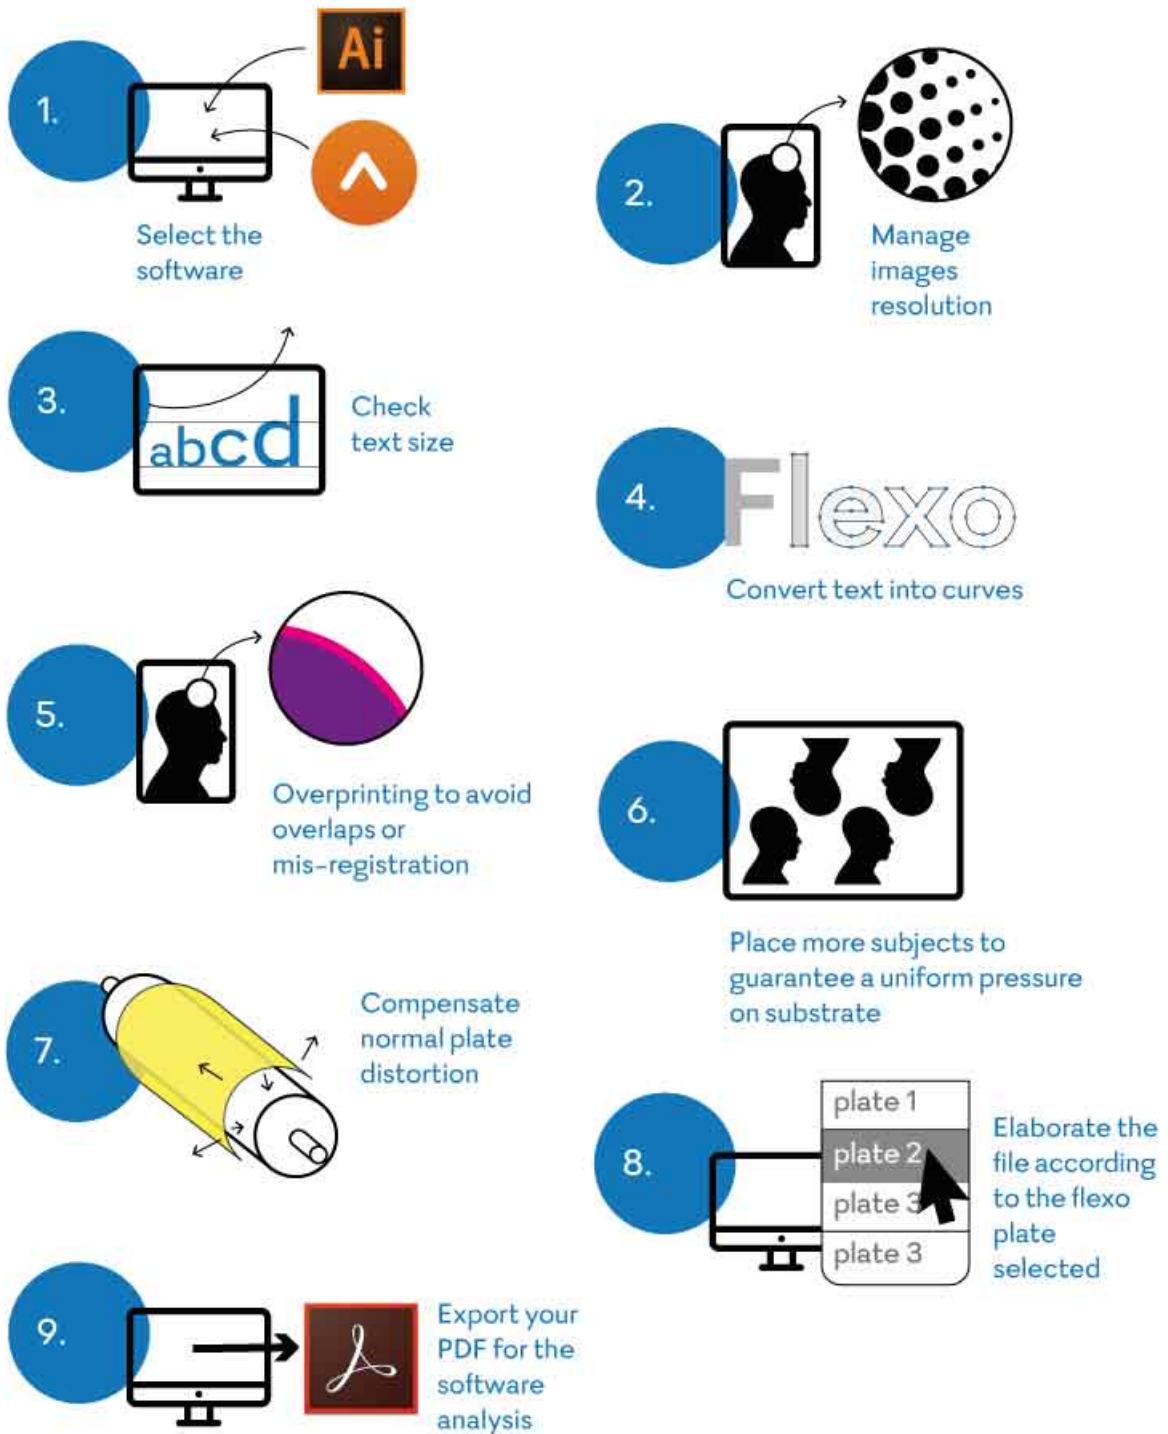 1.
Ai
Select the
software
2.
Manage
images
resolution
3.
abcd
Check
text size
4.
Flexo
Convert text into curves
5.
Overprinting to avoid
overlaps or
mis-registration
6.
Place more subjects to
guarantee a uniform pressure
on substrate
7.
Compensate
normal plate
distortion
8.
plate 1
plate 2
plate 3
plate 3
Elaborate the
file according
to the flexo
plate
selected
9.
Export your
PDF for the
software
analysis